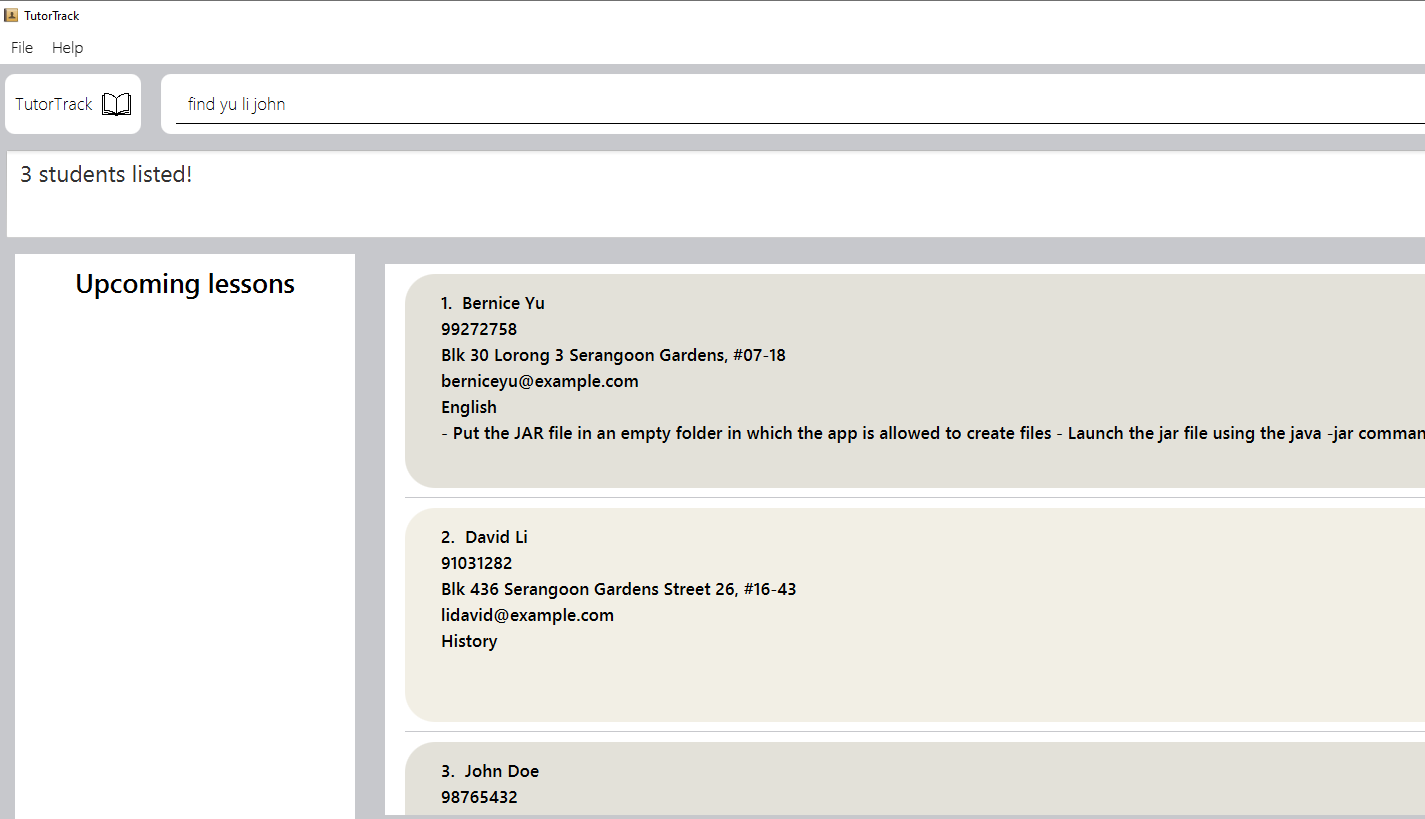 TutorTrack
File Help
TutorTrack
find yu li john
3 students listed!
Upcoming lessons
1. Bernice Yu
99272758
Blk 30 Lorong 3 Serangoon Gardens, #07-18
berniceyu@example.com
English
- Put the JAR file in an empty folder in which the app is allowed to create files - Launch the jar file using the java -jar comman
2. David Li
91031282
Blk 436 Serangoon Gardens Street 26, #16-43
lidavid@example.com
History
3. John Doe
98765432